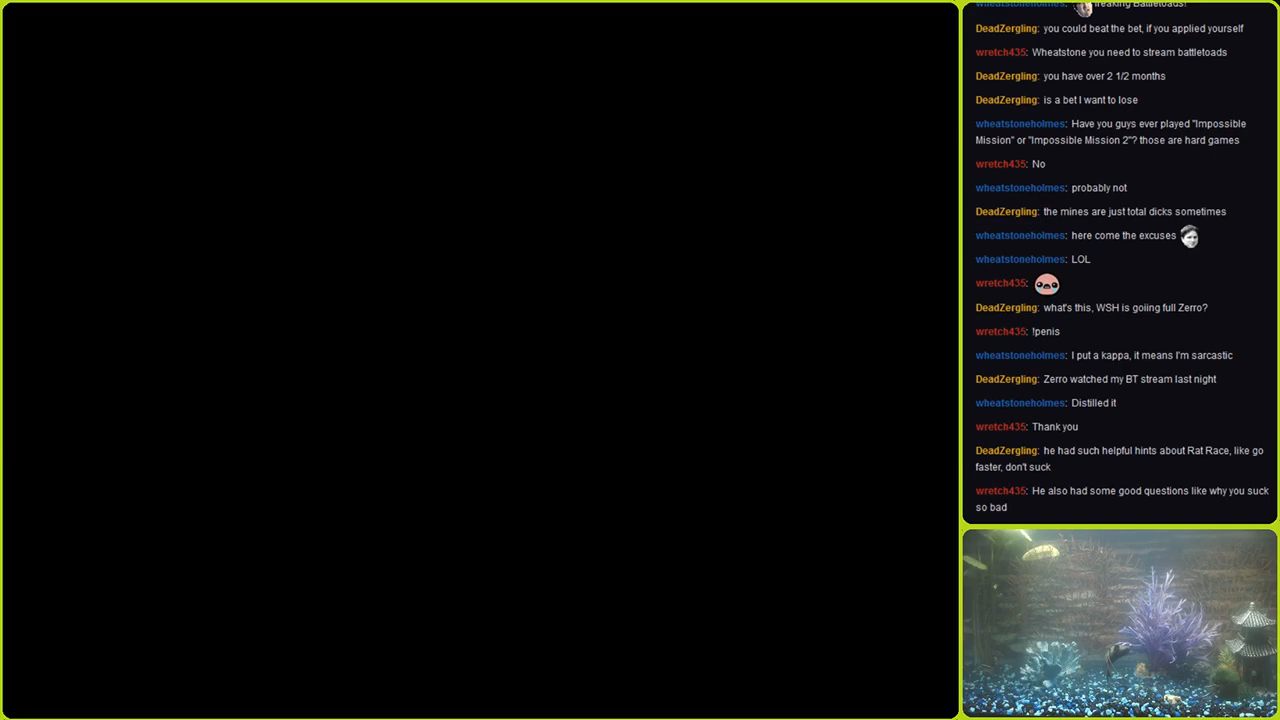 wheatstoneholmes: freaking Battletoads!
DeadZergling: you could beat the bet, if you applied yourself
wretch435: Wheatstone you need to stream battletoads
DeadZergling: you have over 2 1/2 months
DeadZergling: is a bet I want to lose
wheatstoneholmes: Have you guys ever played "Impossible
Mission" or "Impossible Mission 2"? those are hard games
wretch435: No
wheatstoneholmes: probably not
DeadZergling: the mines are just total dicks sometimes
wheatstoneholmes: here come the excuses
wheatstoneholmes: LOL
wretch435:
DeadZergling: what's this, WSH is goiing full Zerro?
wretch435: !penis
wheatstoneholmes: I put a kappa, it means I'm sarcastic
DeadZergling: Zerro watched my BT stream last night
wheatstoneholmes: Distilled it
wretch435: Thank you
DeadZergling: he had such helpful hints about Rat Race, like go
faster, don't suck
wretch435: He also had some good questions like why you suck
so bad